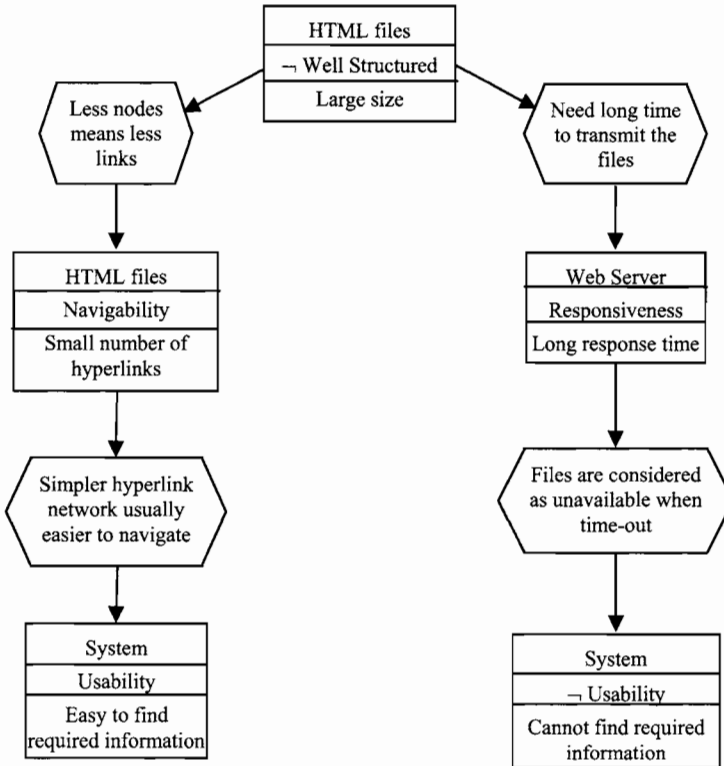 HTML files
¬ Well Structured
Large size
Less nodes
means less
links
Need long time
to transmit the
files
HTML files
Navigability
Small number of
hyperlinks
Web Server
Responsiveness
Long response time
Simpler hyperlink
network usually
easier to navigate
Files are considered
as unavailable when
time-out
System
Usability
Easy to find
required information
System
¬ Usability
Cannot find required
information